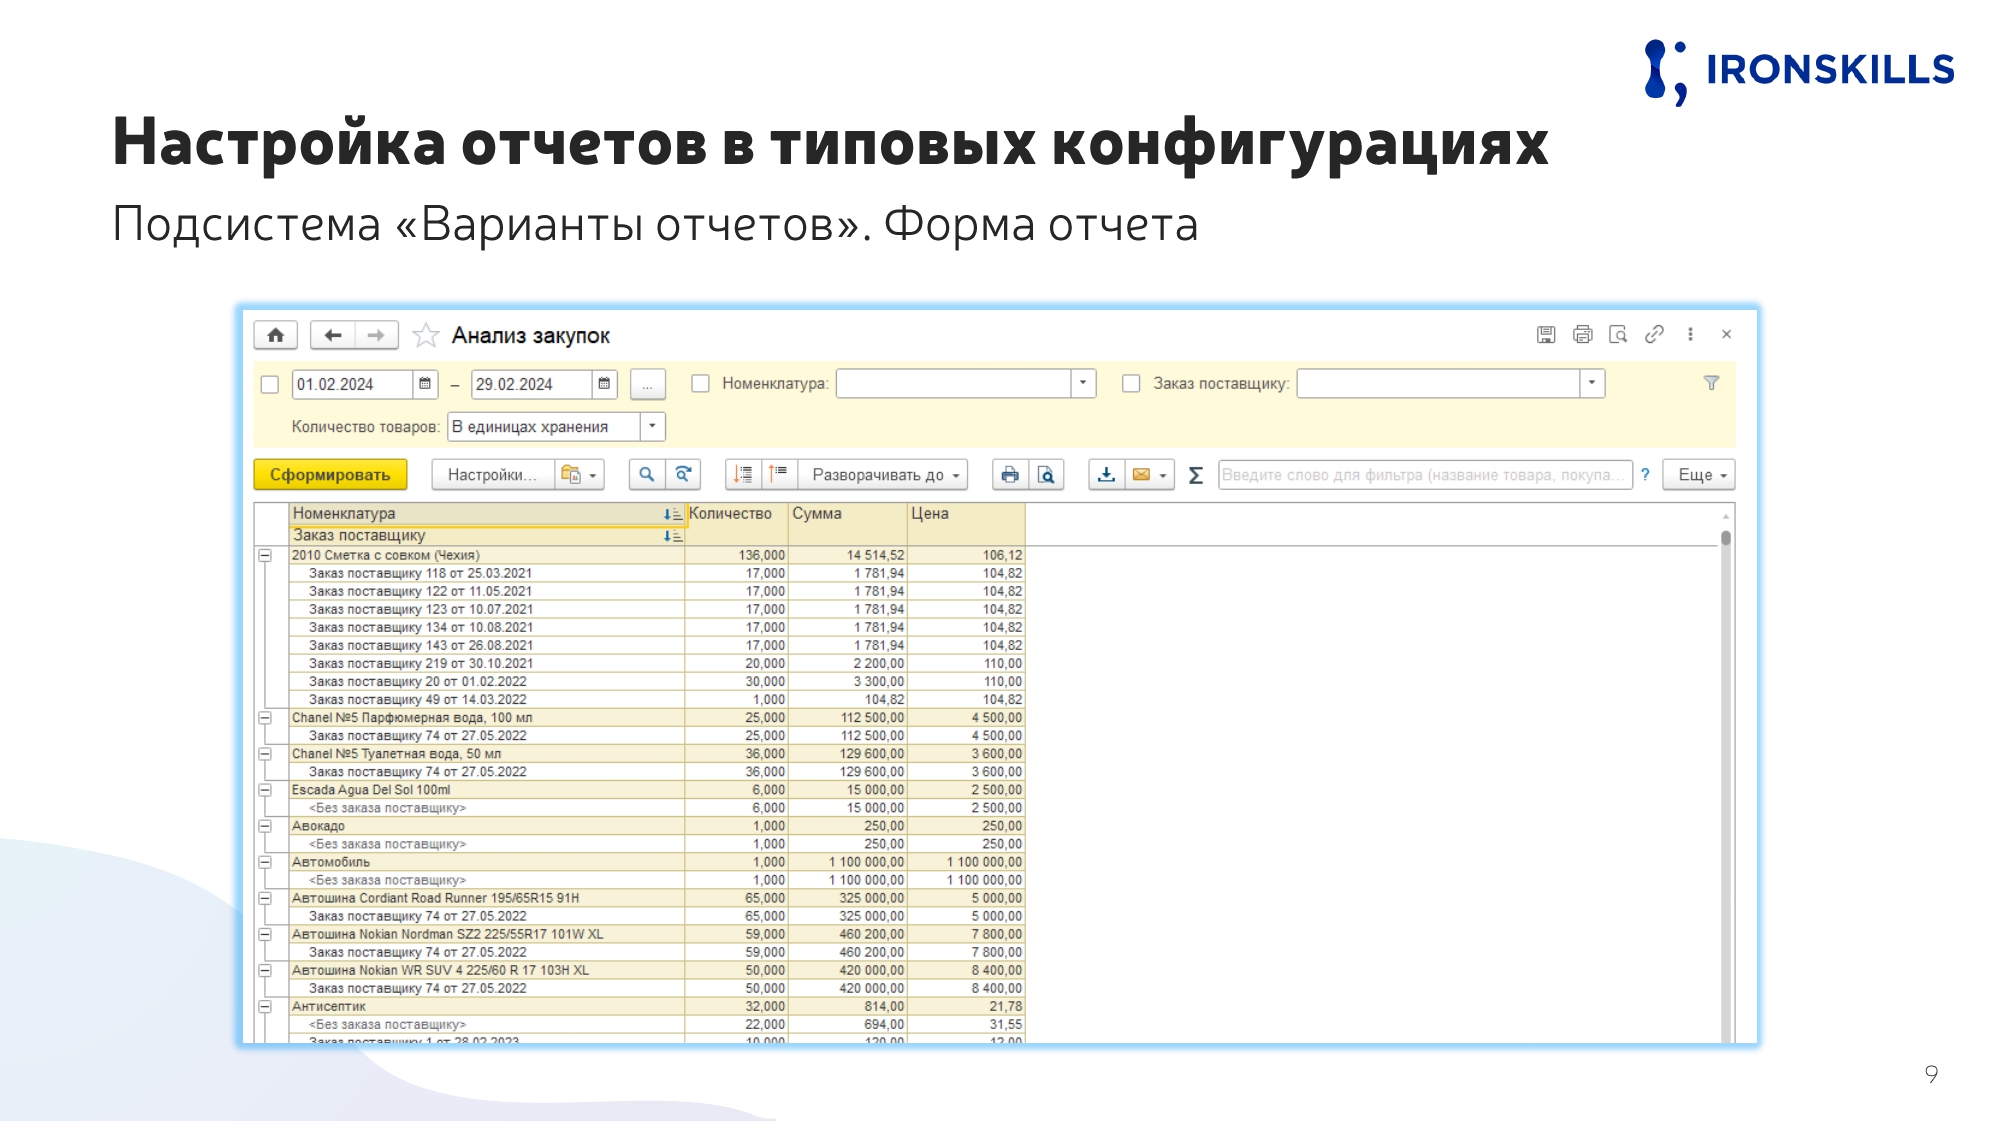 IRONSKILLS
Настройка отчетов в типовых конфигурациях
Подсистема «Варианты отчетов». Форма отчета
Анализ закупок
01.02.2024 – 29.02.2024 ... Номенклатура: Заказ поставщику:
Количество товаров: В единицах хранения
Сформировать Настройки... Разворачивать до Σ Введите слово для фильтра (название товара, покупа... ? Еще
Номенклатура Количество Сумма Цена
Заказ поставщику
2010 Сметка с совком (Чехия) 136,000 14 514,52 106,12
Заказ поставщику 118 от 25.03.2021 17,000 1 781,94 104,82
Заказ поставщику 122 от 11.05.2021 17,000 1 781,94 104,82
Заказ поставщику 123 от 10.07.2021 17,000 1 781,94 104,82
Заказ поставщику 134 от 10.08.2021 17,000 1 781,94 104,82
Заказ поставщику 143 от 26.08.2021 17,000 1 781,94 104,82
Заказ поставщику 219 от 30.10.2021 20,000 2 200,00 110,00
Заказ поставщику 20 от 01.02.2022 30,000 3 300,00 110,00
Заказ поставщику 49 от 14.03.2022 1,000 104,82 104,82
Chanel №5 Парфюмерная вода, 100 мл 25,000 112 500,00 4 500,00
Заказ поставщику 74 от 27.05.2022 25,000 112 500,00 4 500,00
Chanel №5 Туалетная вода, 50 мл 36,000 129 600,00 3 600,00
Заказ поставщику 74 от 27.05.2022 36,000 129 600,00 3 600,00
Escada Agua Del Sol 100ml 6,000 15 000,00 2 500,00
<Без заказа поставщику> 6,000 15 000,00 2 500,00
Авокадо 1,000 250,00 250,00
<Без заказа поставщику> 1,000 250,00 250,00
Автомобиль 1,000 1 100 000,00 1 100 000,00
<Без заказа поставщику> 1,000 1 100 000,00 1 100 000,00
Автошина Cordiant Road Runner 195/65R15 91H 65,000 325 000,00 5 000,00
Заказ поставщику 74 от 27.05.2022 65,000 325 000,00 5 000,00
Автошина Nokian Nordman SZ2 225/55R17 101W XL 59,000 460 200,00 7 800,00
Заказ поставщику 74 от 27.05.2022 59,000 460 200,00 7 800,00
Автошина Nokian WR SUV 4 225/60 R 17 103H XL 50,000 420 000,00 8 400,00
Заказ поставщику 74 от 27.05.2022 50,000 420 000,00 8 400,00
Антисептик 32,000 814,00 21,78
<Без заказа поставщику> 22,000 694,00 31,55
Заказ поставщику 1 от 28.02.2023 10,000 120,00 12,00
9